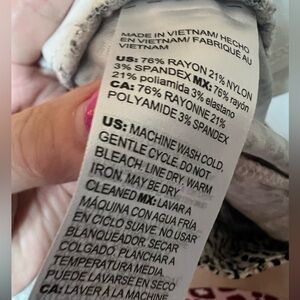 MADE IN VIETNAM/ HECHO
EN VIETNAM/ FABRIQUÉ AU
VIETNAM
US: 76% RAYON 21% NYLON
3% SPANDEX MX: 76% rayón
21% poliamida 3% elastano
CA: 76% RAYONNE 21%
POLYAMIDE 3% SPANDEX
US: MACHINE WASH COLD,
GENTLE CYCLE. DO NOT
BLEACH. LINE DRY. WARM
IRON. MAY BE DRY
CLEANED MX: LAVAR A
MÁQUINA CON AGUA FRÍA
EN CICLO SUAVE. NO USAR
BLANQUEADOR. SECAR
COLGADO. PLANCHAR A
TEMPERATURA MEDIA.
PUEDE LAVARSE EN SECO
CA: LAVER À LA MACHINE